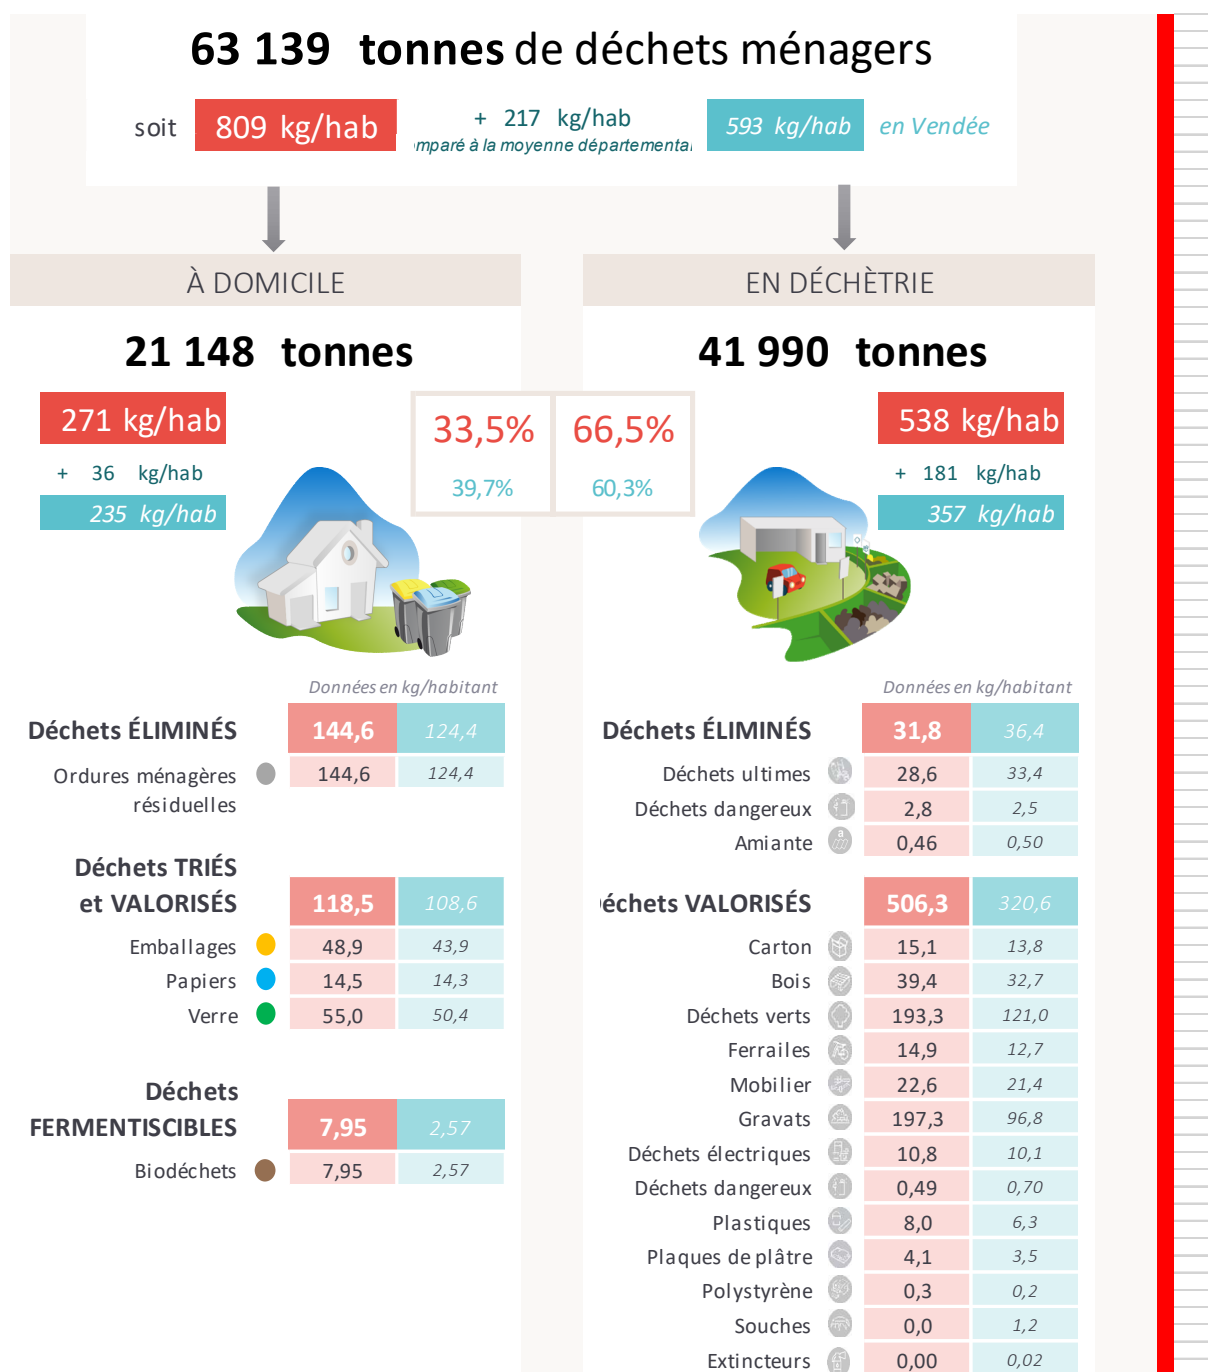 63 139 tonnes de déchets ménagers
soit 809 kg/hab + 217 kg/hab 593 kg/hab en Vendée
mparé à la moyenne départementa
À DOMICILE
21 148 tonnes
271 kg/hab
+ 36 kg/hab
235 kg/hab
33,5% 66,5%
39,7% 60,3%
EN DÉCHÈTRIE
41 990 tonnes
538 kg/hab
+ 181 kg/hab
357 kg/hab
Données en kg/habitant
Déchets ÉLIMINÉS 144,6 124,4
Ordures ménagères 144,6 124,4
résiduelles
Déchets TRIÉS
et VALORISÉS 118,5 108,6
Emballages 48,9 43,9
Papiers 14,5 14,3
Verre 55,0 50,4
Déchets
FERMENTISCIBLES 7,95 2,57
Biodéchets 7,95 2,57
Données en kg/habitant
Déchets ÉLIMINÉS 31,8 36,4
Déchets ultimes 28,6 33,4
Déchets dangereux 2,8 2,5
Amiante 0,46 0,50
échets VALORISÉS 506,3 320,6
Carton 15,1 13,8
Bois 39,4 32,7
Déchets verts 193,3 121,0
Ferrailes 14,9 12,7
Mobilier 22,6 21,4
Gravats 197,3 96,8
Déchets électriques 10,8 10,1
Déchets dangereux 0,49 0,70
Plastiques 8,0 6,3
Plaques de plâtre 4,1 3,5
Polystyrène 0,3 0,2
Souches 0,0 1,2
Extincteurs 0,00 0,02